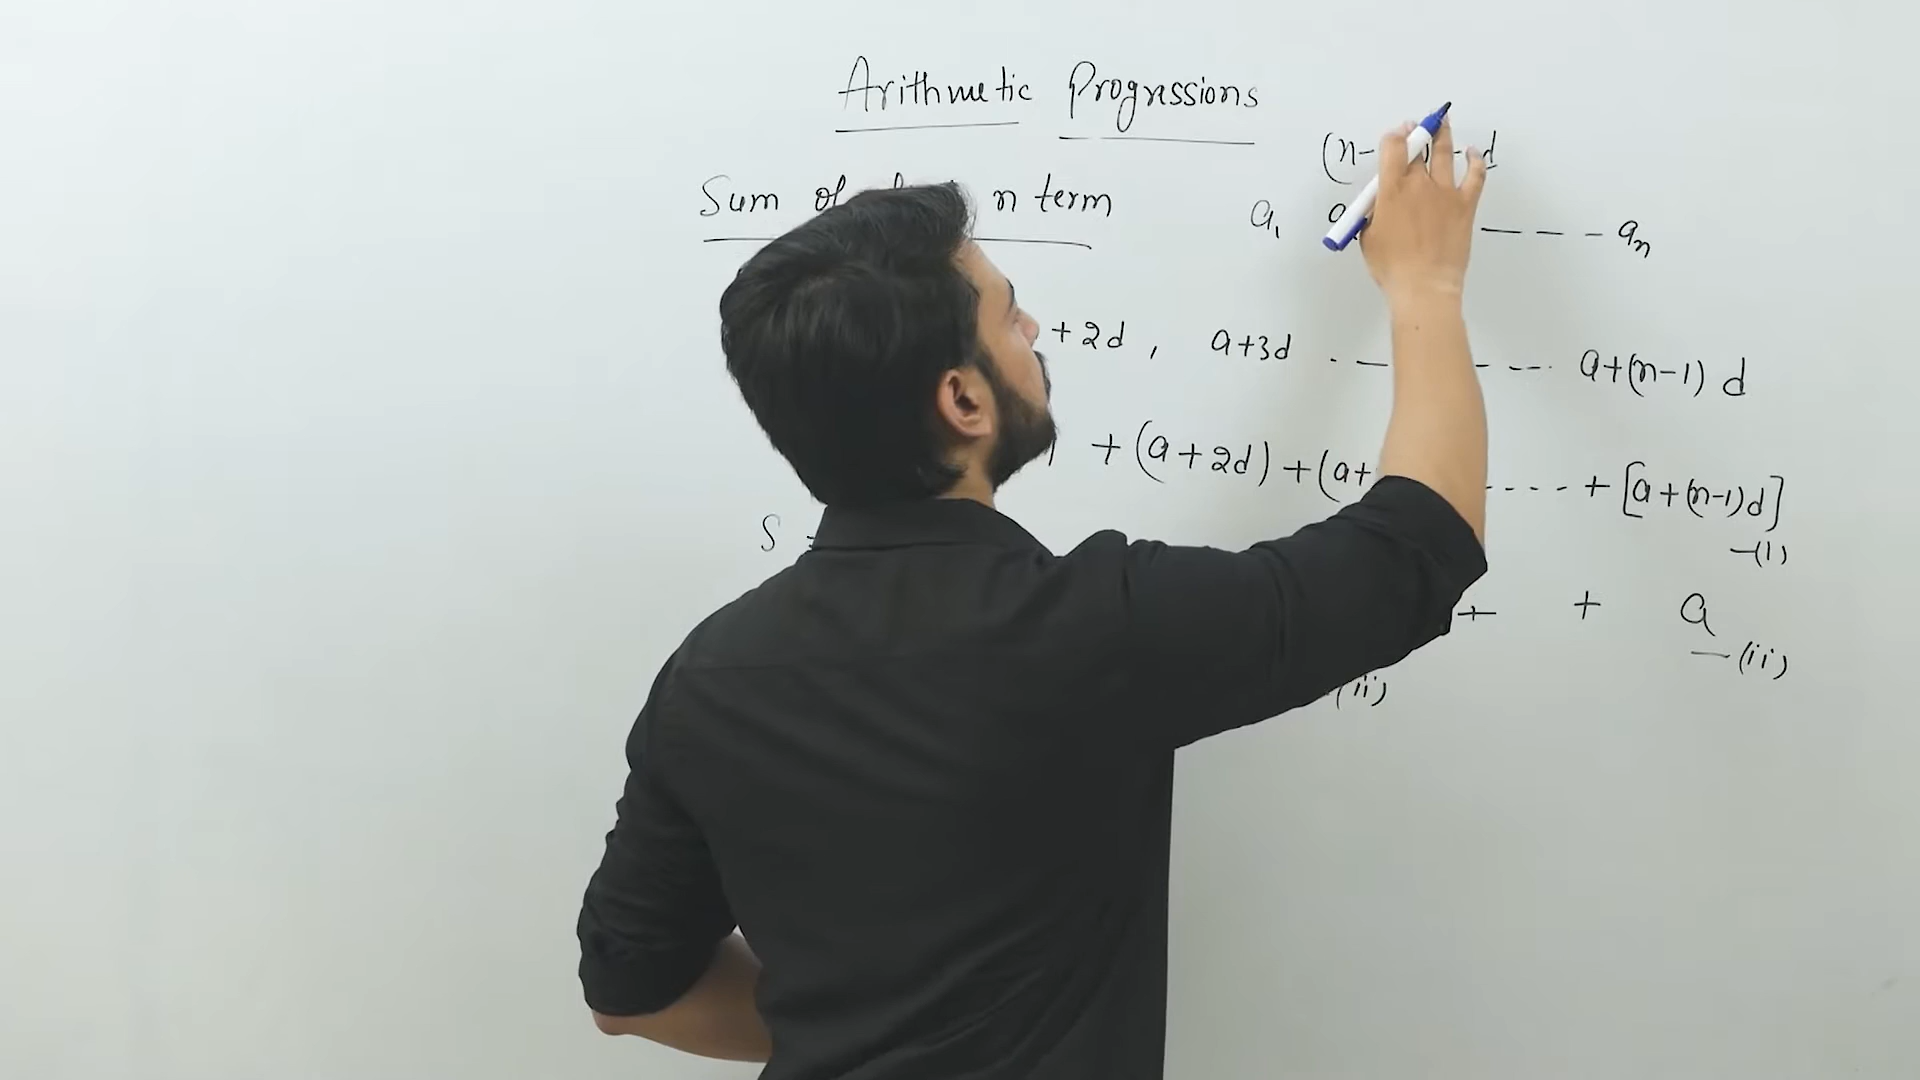 Arithmetic Progressions
(n- d
Sum of n term
a₁ --- aₙ
+2d, a+3d .— --- a+(n-1) d
+(a+2d)+(a+ ---- +[a+(n-1)d]
—(i)
S =
+ + a
—(ii)
(ii)